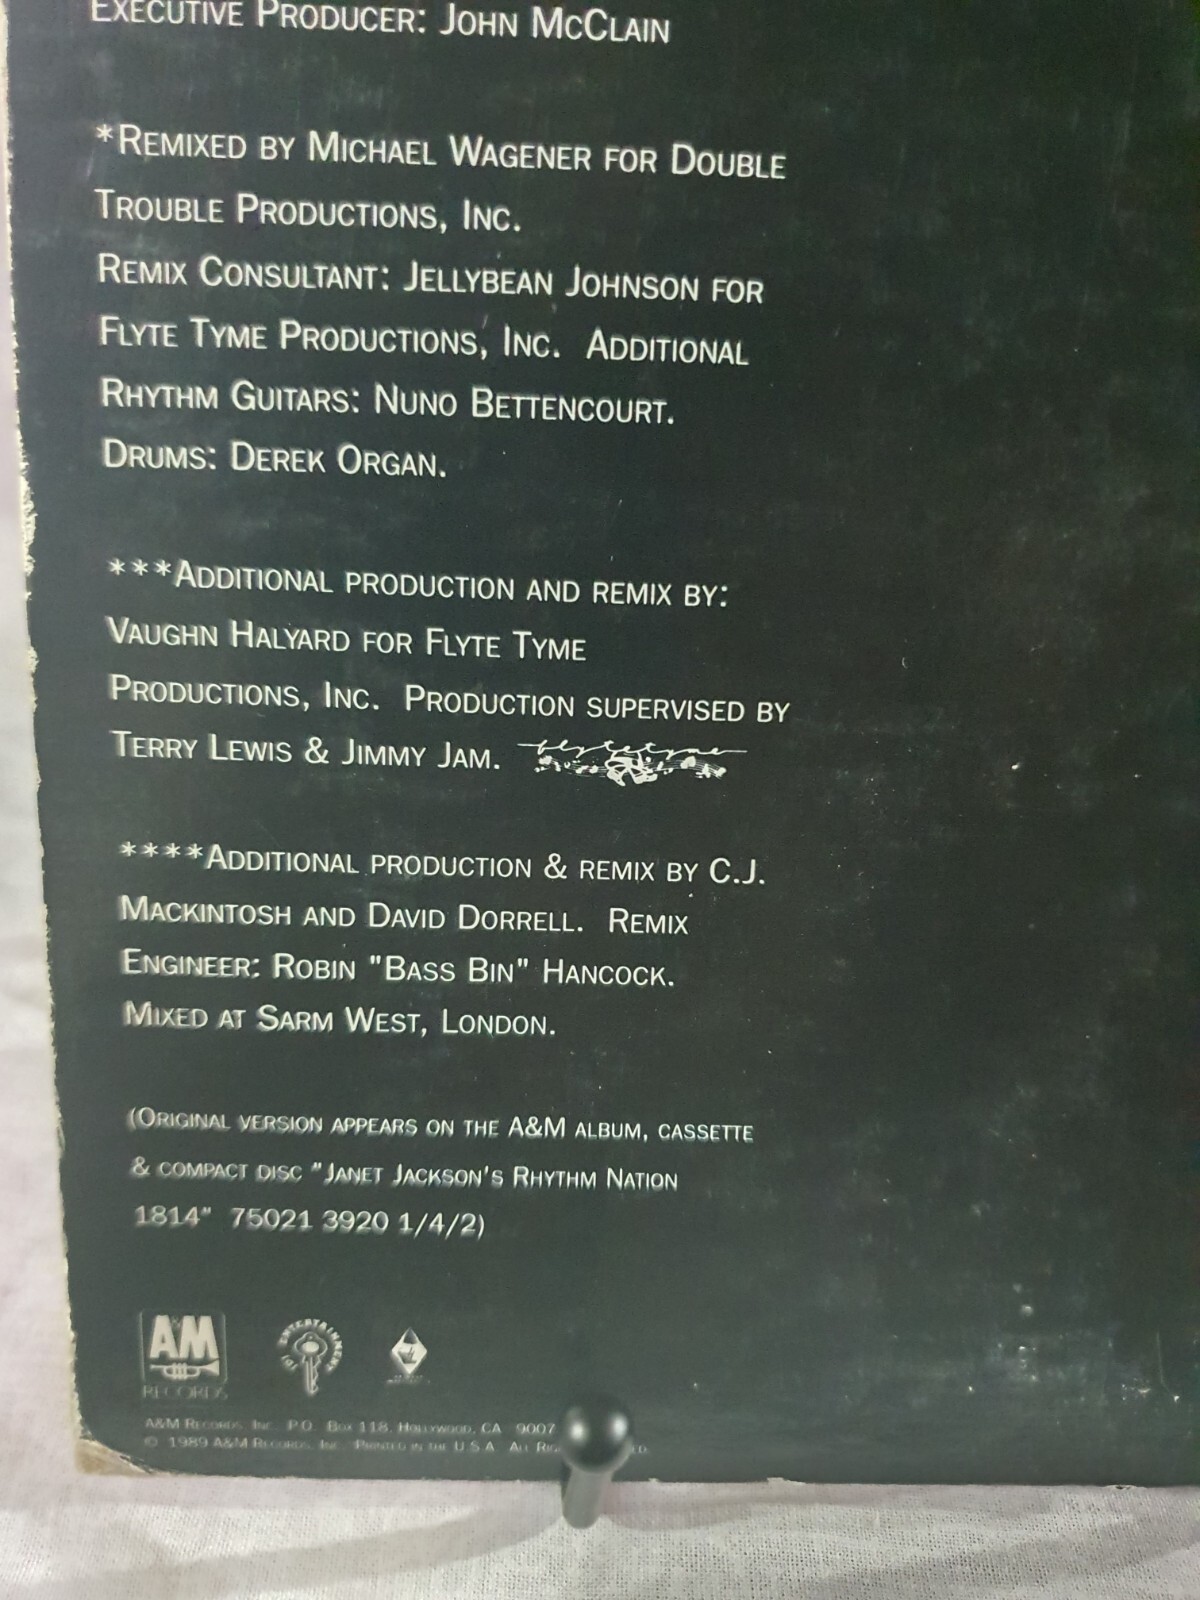 EXECUTIVE PRODUCER: JOHN MCCLAIN
*REMIXED BY MICHAEL WAGENER FOR DOUBLE
TROUBLE PRODUCTIONS, INC.
REMIX CONSULTANT: JELLYBEAN JOHNSON FOR
FLYTE TYME PRODUCTIONS, INC. ADDITIONAL
RHYTHM GUITARS: NUNO BETTENCOURT.
DRUMS: DEREK ORGAN.
***ADDITIONAL PRODUCTION AND REMIX BY:
VAUGHN HALYARD FOR FLYTE TYME
PRODUCTIONS, INC. PRODUCTION SUPERVISED BY
TERRY LEWIS & JIMMY JAM. flytetyme
****ADDITIONAL PRODUCTION & REMIX BY C.J.
MACKINTOSH AND DAVID DORRELL. REMIX
ENGINEER: ROBIN "BASS BIN" HANCOCK.
MIXED AT SARM WEST, LONDON.
(ORIGINAL VERSION APPEARS ON THE A&M ALBUM, CASSETTE
& COMPACT DISC "JANET JACKSON'S RHYTHM NATION
1814" 75021 3920 1/4/2)
A&M
RECORDS
ENTERTAINMENT
A&M RECORDS, INC. P.O. BOX 118, HOLLYWOOD, CA 9007
© 1989 A&M RECORDS, INC. PRINTED IN THE U.S.A. ALL